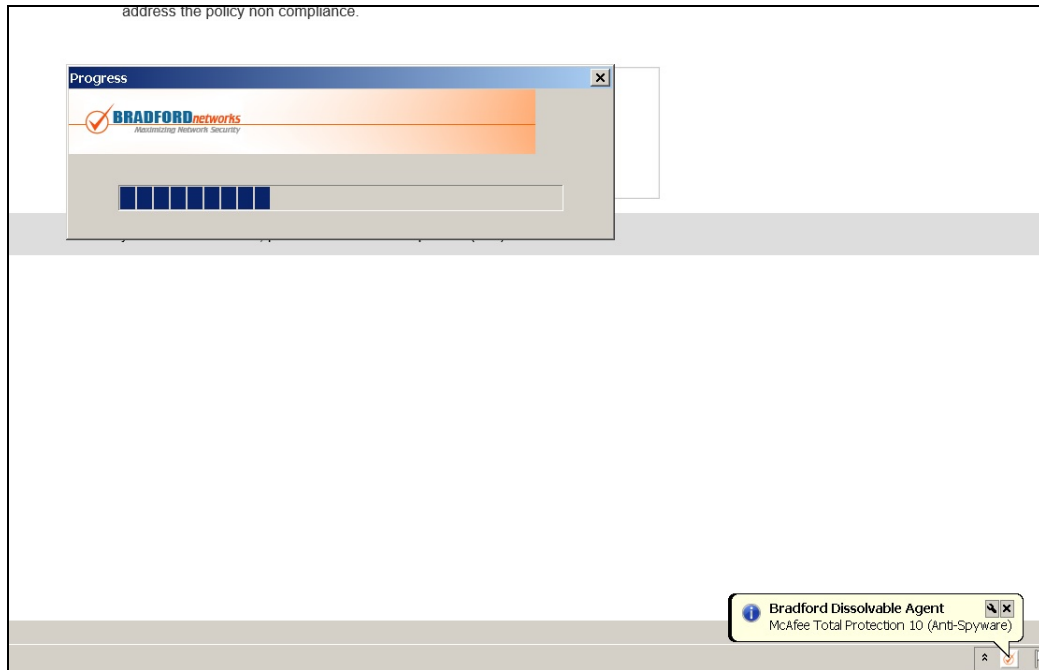 address the policy non compliance.
Progress
BRADFORDnetworks
Maximizing Network Security
Bradford Dissolvable Agent
McAfee Total Protection 10 (Anti-Spyware)